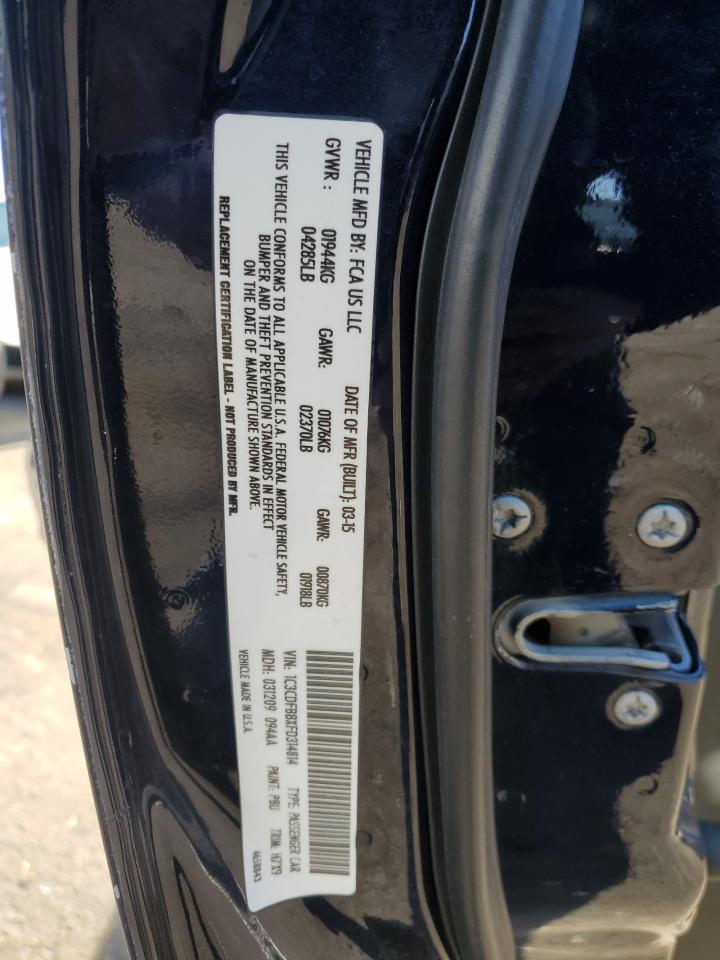 VEHICLE MFD BY: FCA US LLC DATE OF MFR (BUILT): 03-15
GVWR : 01944KG GAWR: 01076KG GAWR: 00870KG
04285LB 02370LB 01918LB
THIS VEHICLE CONFORMS TO ALL APPLICABLE U.S.A. FEDERAL MOTOR VEHICLE SAFETY,
BUMPER AND THEFT PREVENTION STANDARDS IN EFFECT
ON THE DATE OF MANUFACTURE SHOWN ABOVE.
REPLACEMENT CERTIFICATION LABEL - NOT PRODUCED BY MFR.
VIN: 1C3CDFBBXFD314814 TYPE: PASSENGER CAR
MDH: 031209 094AA PAINT: PBU TRIM: H7X9
VEHICLE MADE IN U.S.A.